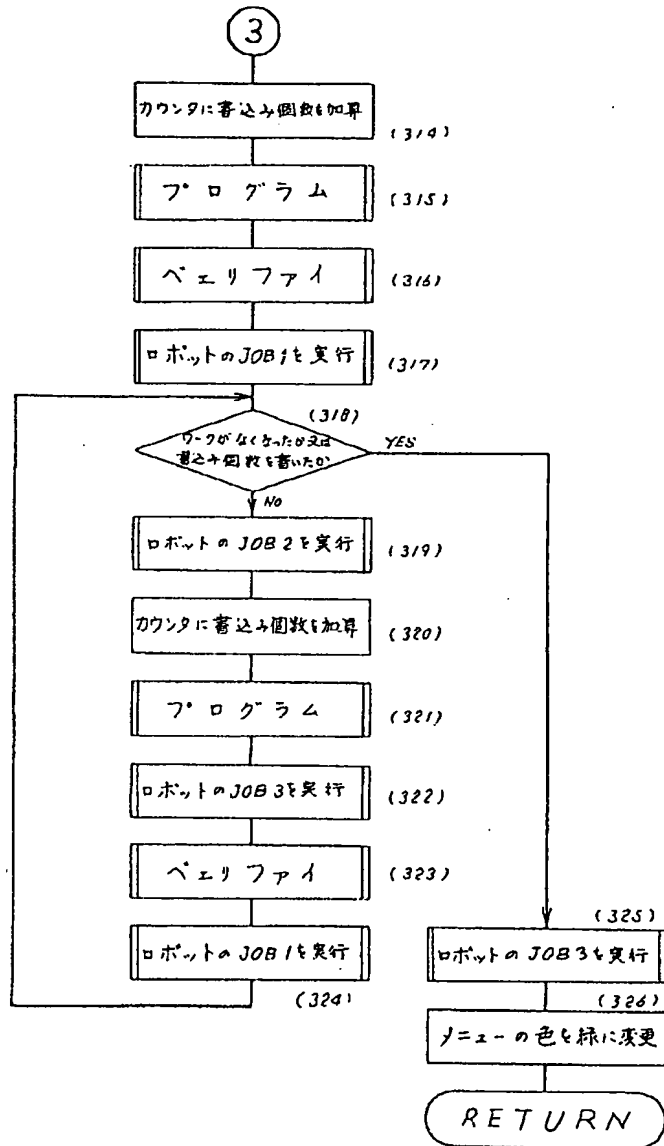 3
カウンタに書込み個数を加算
(314)
プログラム
(315)
ベェリファイ
(316)
ロボットのJOB1を実行
(317)
(318)
ワークがなくなったか又は
書込み個数を書いたか
YES
NO
ロボットのJOB2を実行
(319)
カウンタに書込み個数を加算
(320)
プログラム
(321)
ロボットのJOB3を実行
(322)
ベェリファイ
(323)
ロボットのJOB1を実行
(324)
(325)
ロボットのJOB3を実行
(326)
メニューの色を緑に変更
RETURN